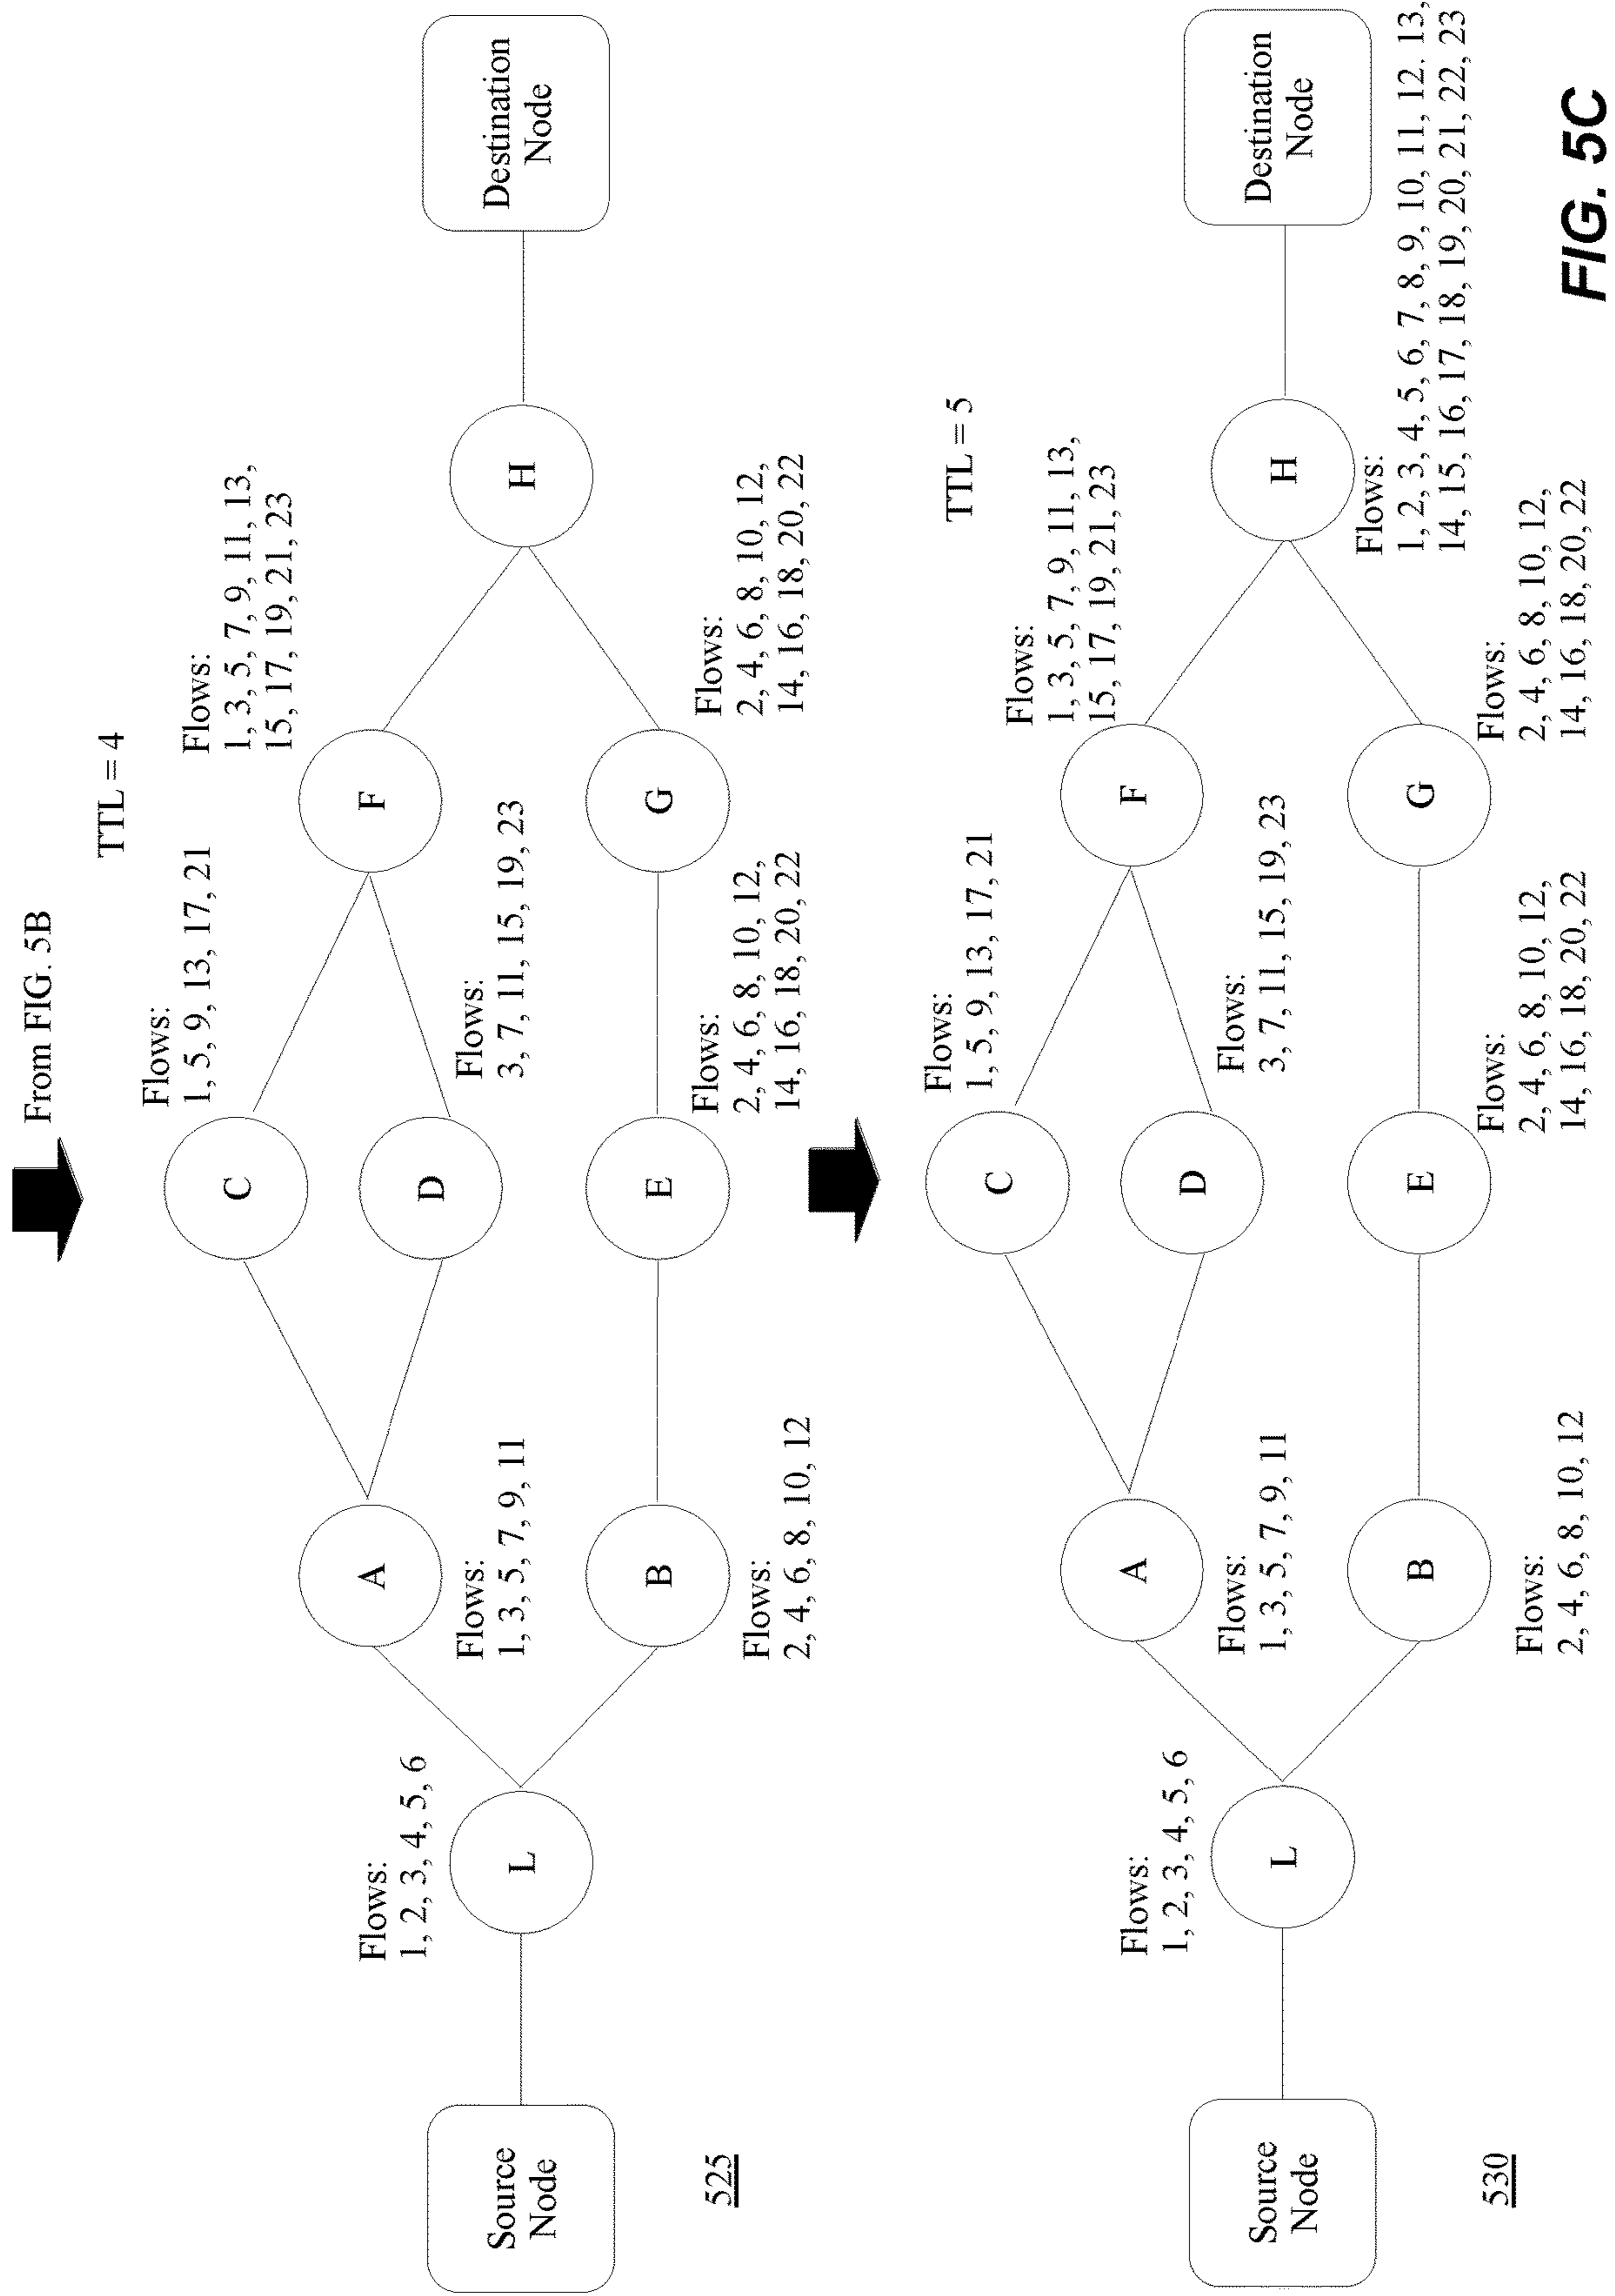 From FIG. 5B
TTL = 4
Flows:
1, 5, 9, 13, 17, 21
Flows:
1, 3, 5, 7, 9, 11, 13,
15, 17, 19, 21, 23
C
Flows:
1, 2, 3, 4, 5, 6
A
F
D
Flows:
1, 3, 5, 7, 9, 11
Flows:
3, 7, 11, 15, 19, 23
Source
Node
L
H
Destination
Node
B
E
G
Flows:
2, 4, 6, 8, 10, 12
Flows:
2, 4, 6, 8, 10, 12,
14, 16, 18, 20, 22
Flows:
2, 4, 6, 8, 10, 12,
14, 16, 18, 20, 22
525
TTL = 5
Flows:
1, 5, 9, 13, 17, 21
Flows:
1, 3, 5, 7, 9, 11, 13,
15, 17, 19, 21, 23
C
Flows:
1, 2, 3, 4, 5, 6
A
F
D
Flows:
1, 3, 5, 7, 9, 11
Flows:
3, 7, 11, 15, 19, 23
Source
Node
L
H
Destination
Node
Flows:
1, 2, 3, 4, 5, 6, 7, 8, 9, 10, 11, 12. 13,
14, 15, 16, 17, 18, 19, 20, 21, 22, 23
B
E
G
Flows:
2, 4, 6, 8, 10, 12
Flows:
2, 4, 6, 8, 10, 12,
14, 16, 18, 20, 22
Flows:
2, 4, 6, 8, 10, 12,
14, 16, 18, 20, 22
530
FIG. 5C